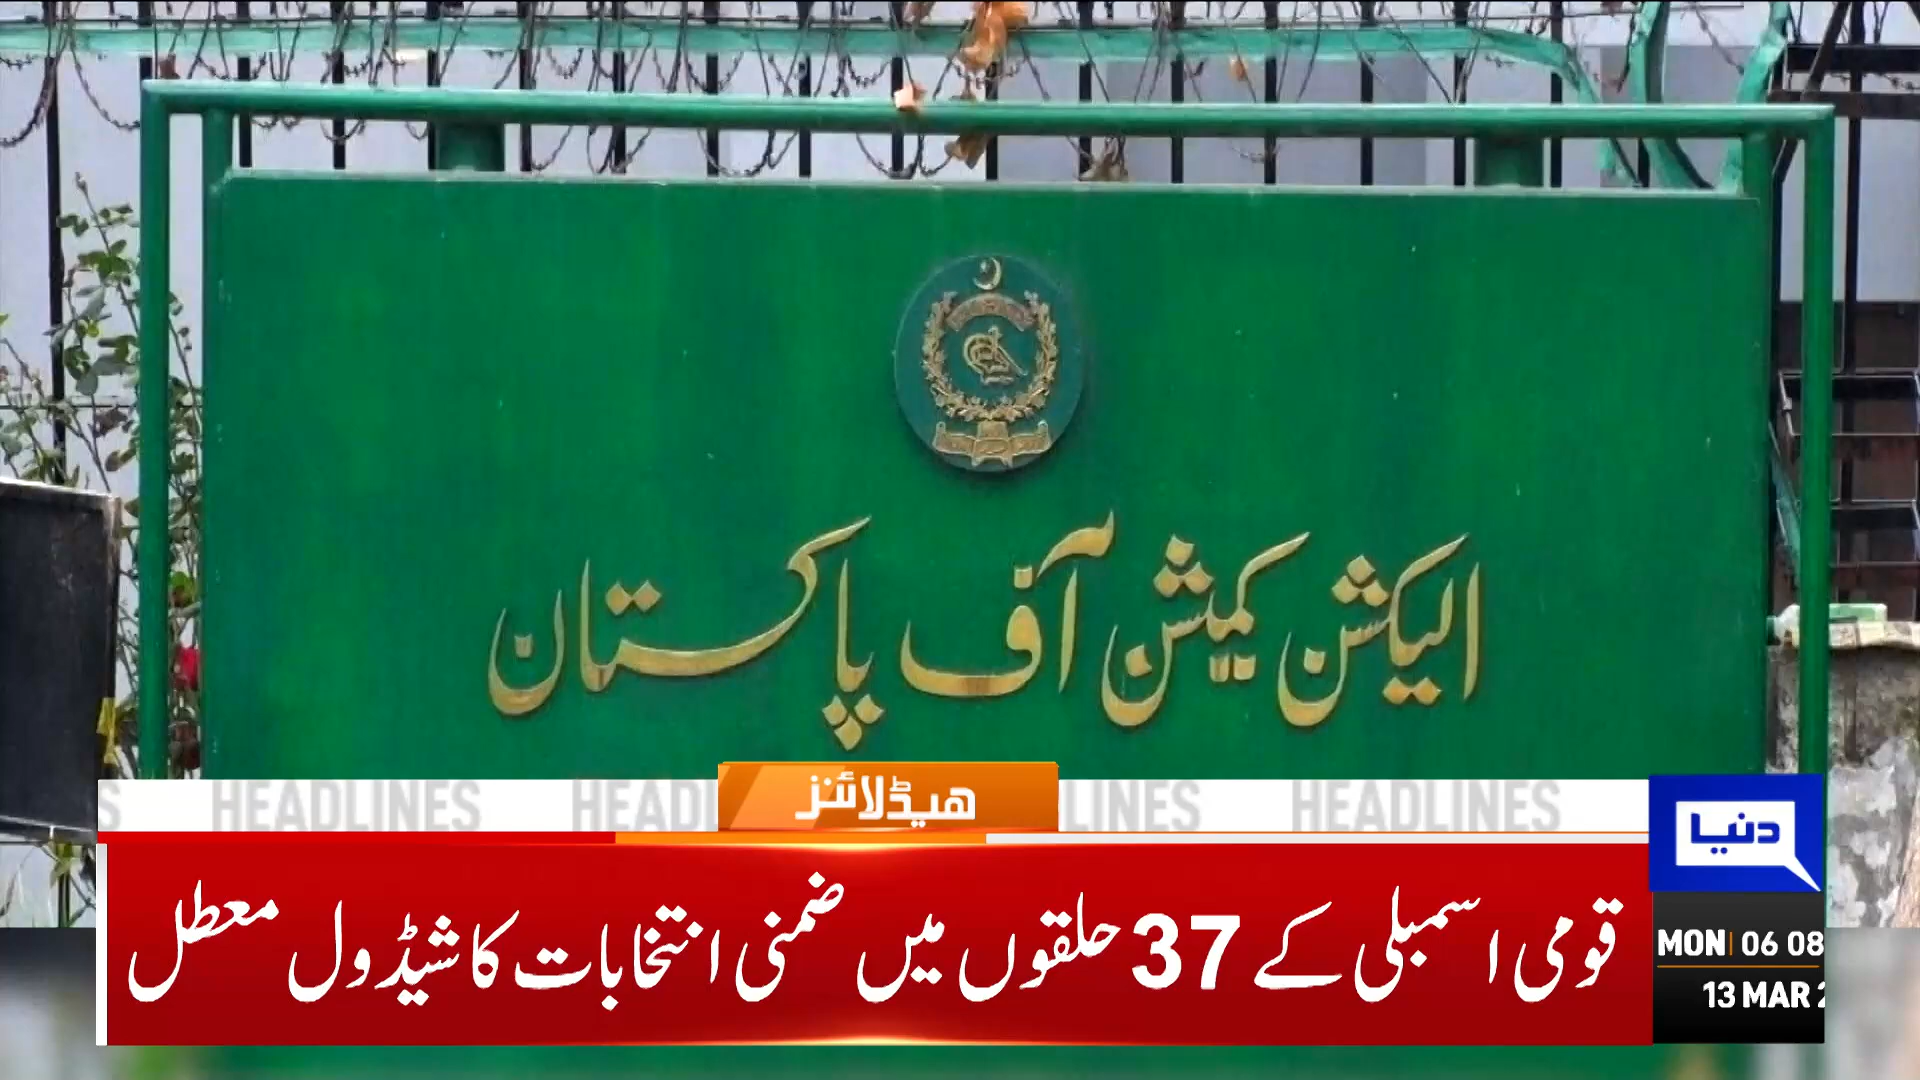 الیکشن کمیشن آف پاکستان
HEADLINES
ھیڈلائنز
HEADLINES
دنیا
قومی اسمبلی کے 37 حلقوں میں ضمنی انتخابات کا شیڈول معطل
MON 06 08
13 MAR